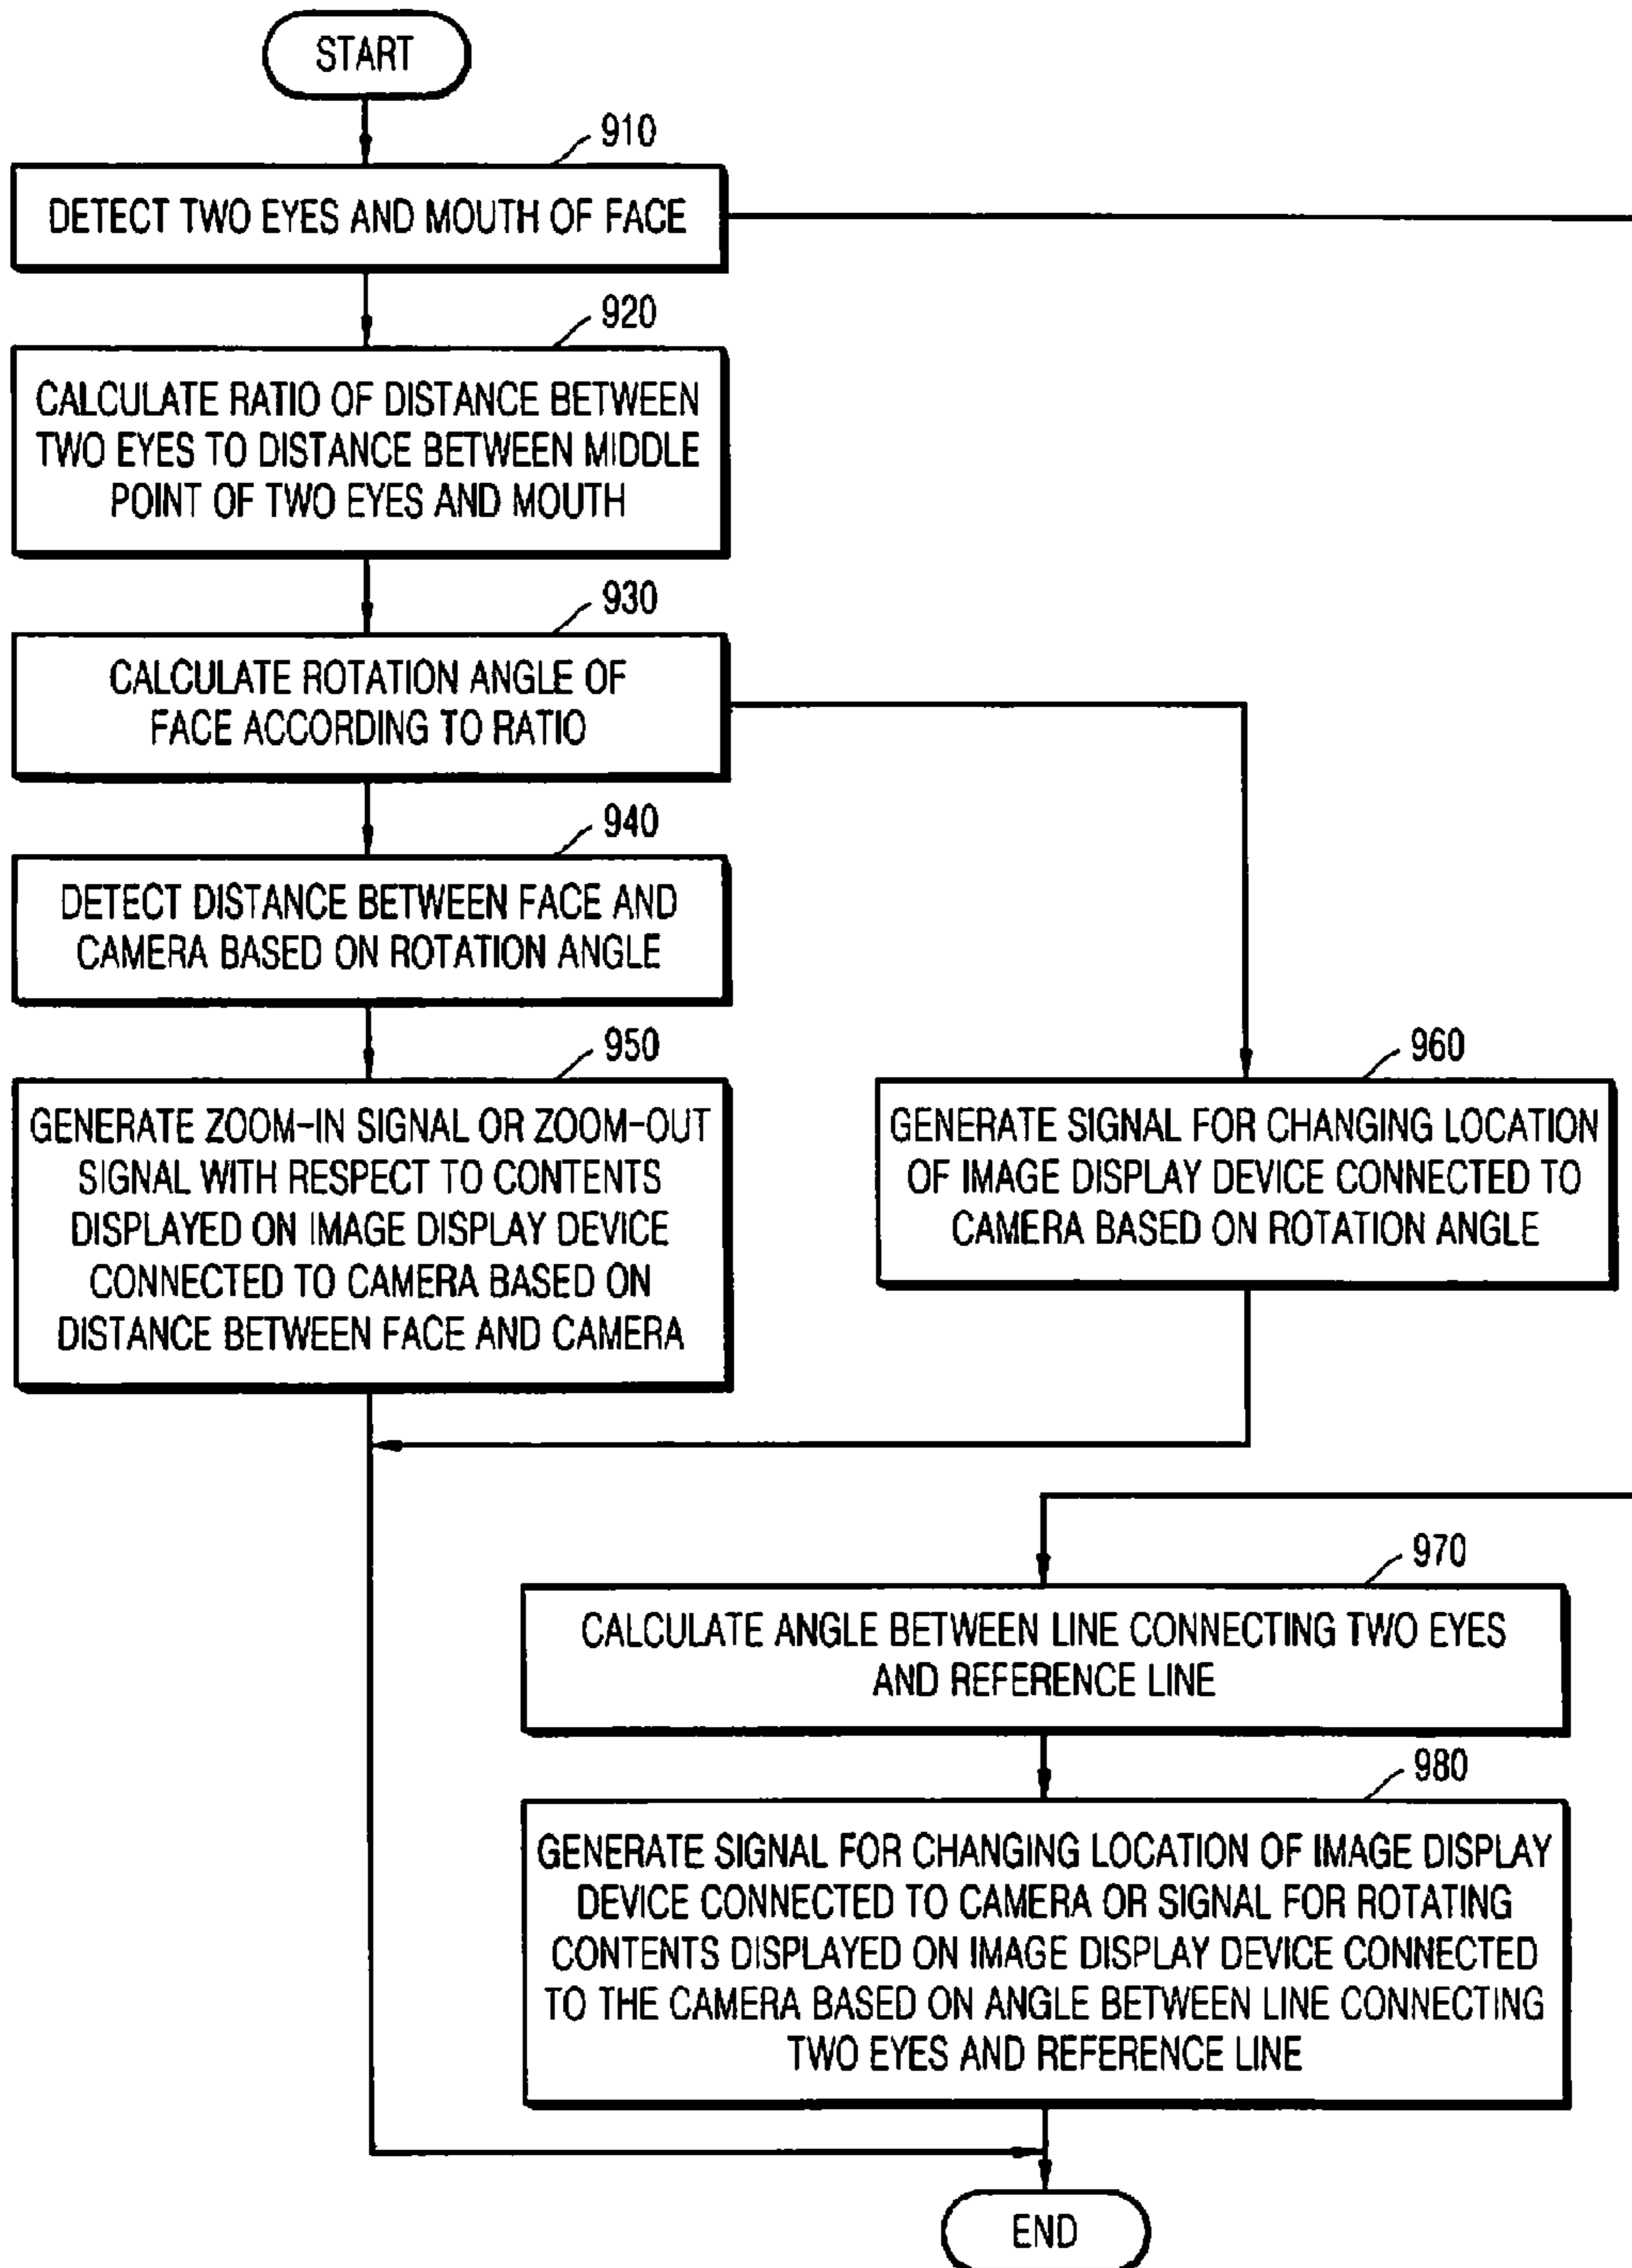 START
910
DETECT TWO EYES AND MOUTH OF FACE
920
CALCULATE RATIO OF DISTANCE BETWEEN
TWO EYES TO DISTANCE BETWEEN MIDDLE
POINT OF TWO EYES AND MOUTH
930
CALCULATE ROTATION ANGLE OF
FACE ACCORDING TO RATIO
940
DETECT DISTANCE BETWEEN FACE AND
CAMERA BASED ON ROTATION ANGLE
950
GENERATE ZOOM-IN SIGNAL OR ZOOM-OUT
SIGNAL WITH RESPECT TO CONTENTS
DISPLAYED ON IMAGE DISPLAY DEVICE
CONNECTED TO CAMERA BASED ON
DISTANCE BETWEEN FACE AND CAMERA
960
GENERATE SIGNAL FOR CHANGING LOCATION
OF IMAGE DISPLAY DEVICE CONNECTED TO
CAMERA BASED ON ROTATION ANGLE
970
CALCULATE ANGLE BETWEEN LINE CONNECTING TWO EYES
AND REFERENCE LINE
980
GENERATE SIGNAL FOR CHANGING LOCATION OF IMAGE DISPLAY
DEVICE CONNECTED TO CAMERA OR SIGNAL FOR ROTATING
CONTENTS DISPLAYED ON IMAGE DISPLAY DEVICE CONNECTED
TO THE CAMERA BASED ON ANGLE BETWEEN LINE CONNECTING
TWO EYES AND REFERENCE LINE
END